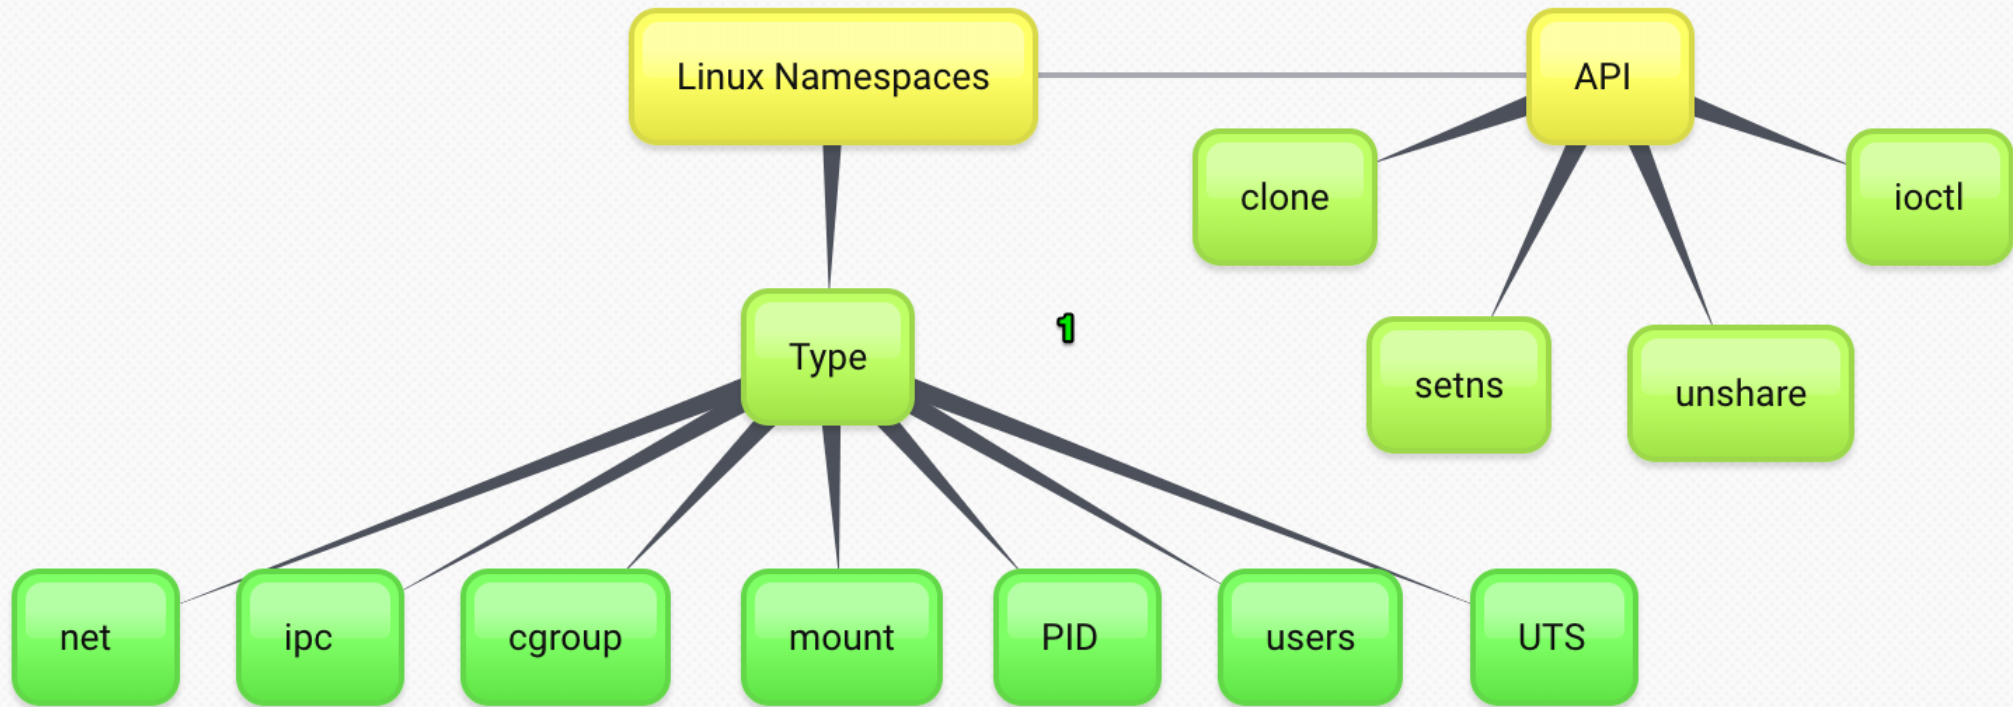 Linux Namespaces
API
clone
ioctl
Type
1
setns
unshare
net
ipc
cgroup
mount
PID
users
UTS